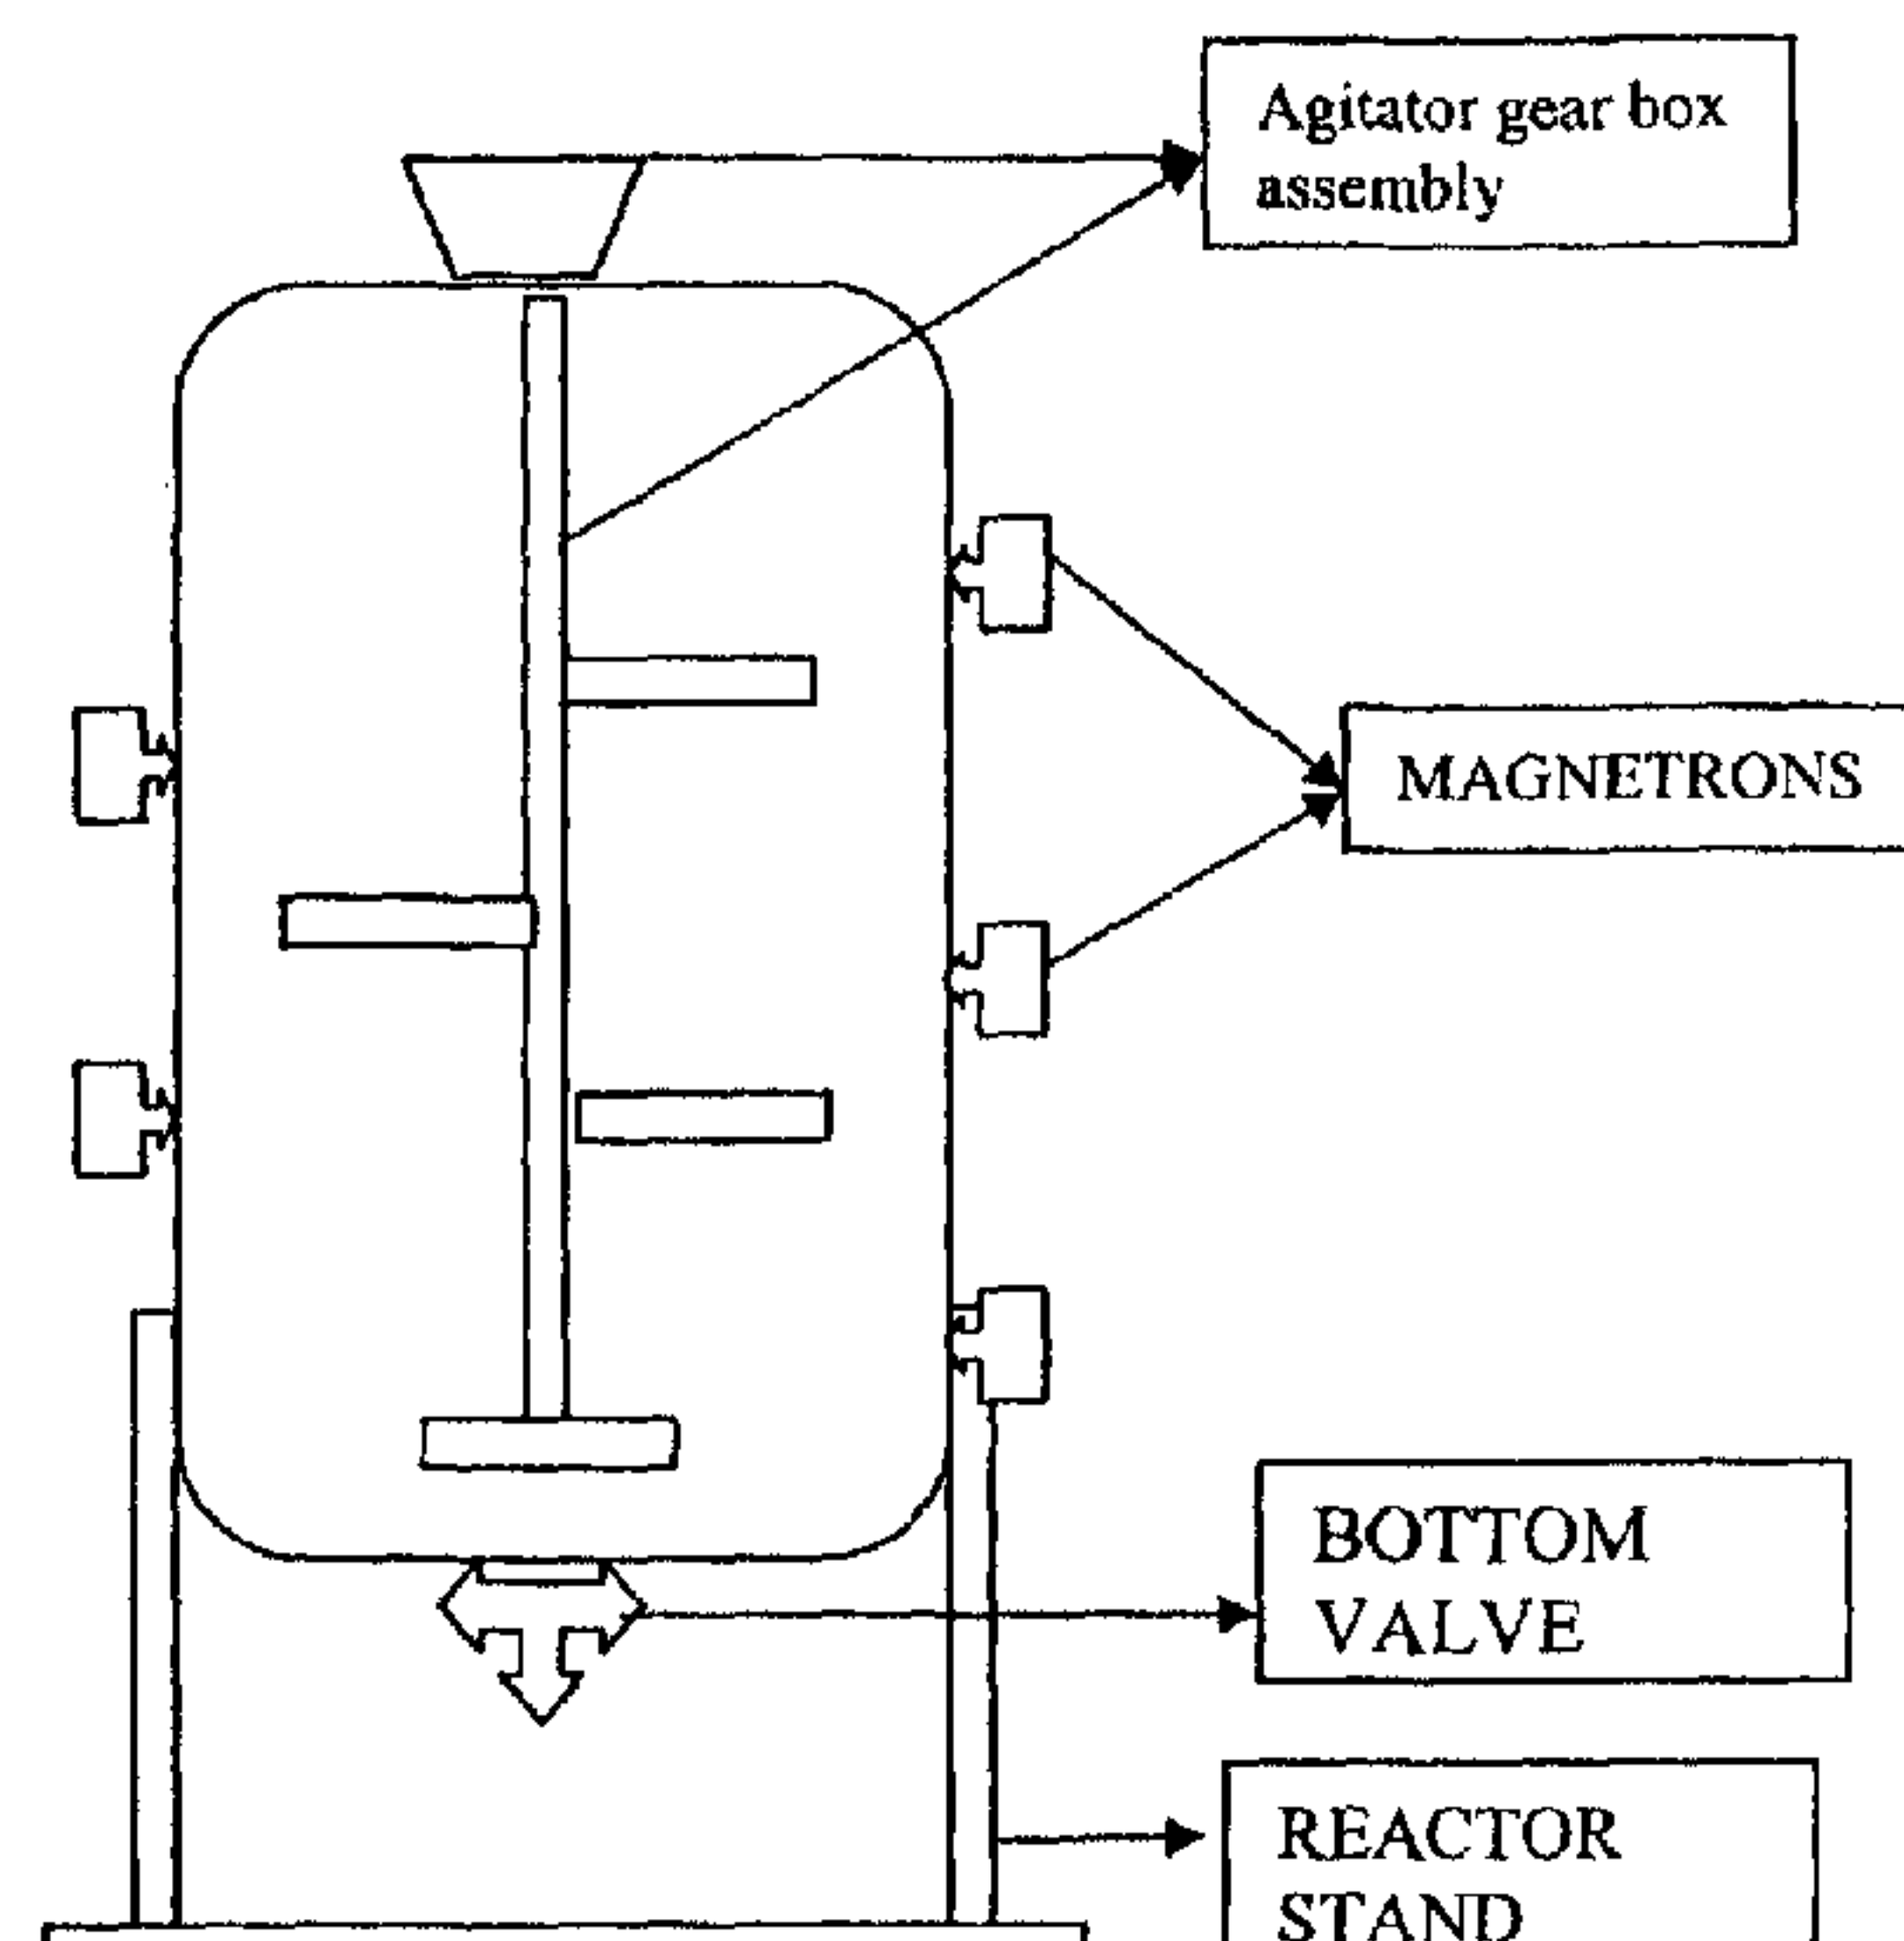 Agitator gear box
assembly
MAGNETRONS
BOTTOM
VALVE
REACTOR
STAND